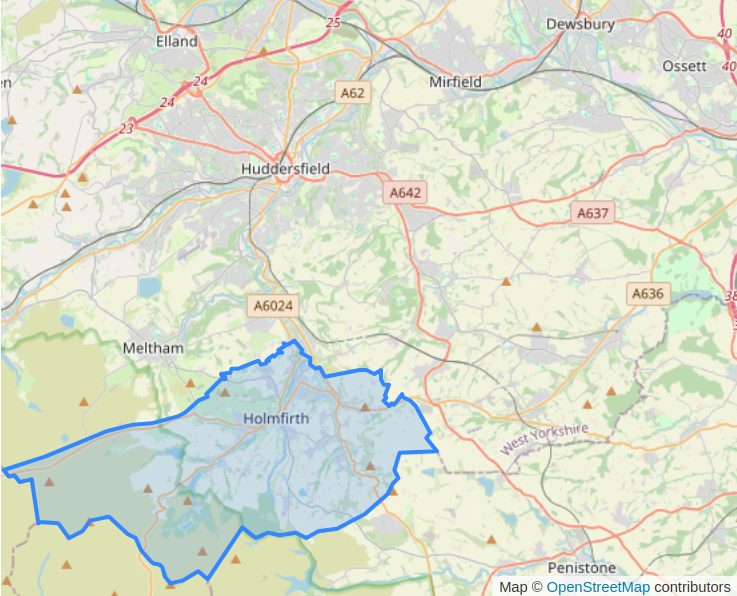 25
Dewsbury
40
Elland
Ossett
40
en
24
Mirfield
A62
24
23
Huddersfield
A642
A637
A636
38
A6024
3
Meltham
Holmfirth
West Yorkshire
Penistone
Map © OpenStreetMap contributors